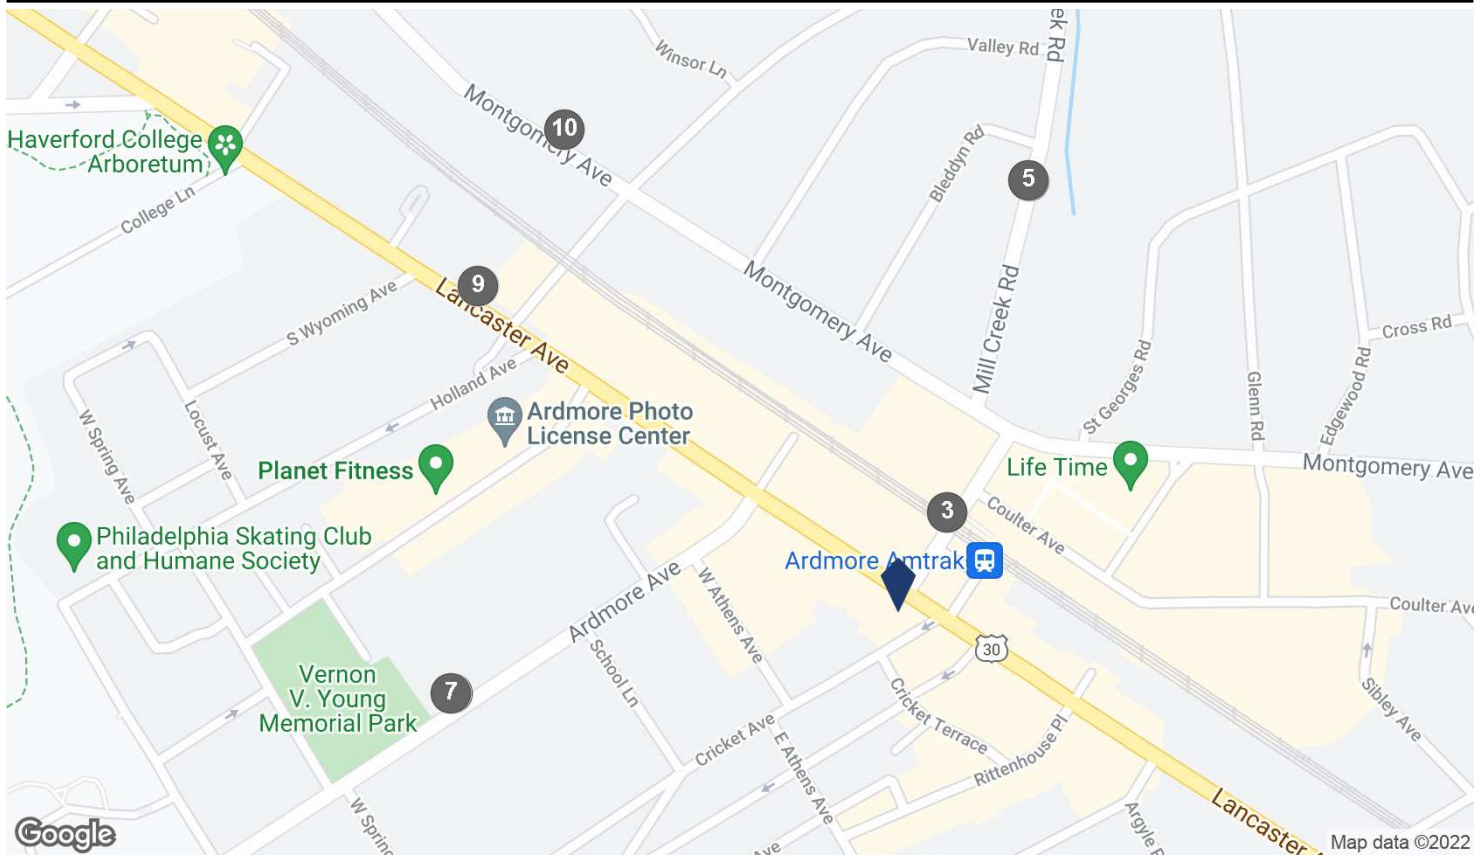 ek Rd
Winsor Ln
Valley Rd
Montgomery Ave
10
Haverford College
Arboretum
Bleddyn Rd
5
College Ln
9
Lancaster Ave
S Wyoming Ave
Montgomery Ave
Mill Creek Rd
Cross Rd
Holland Ave
St Georges Rd
Glenn Rd
Edgewood Rd
W Spring Ave
Locust Ave
Ardmore Photo
License Center
Planet Fitness
Life Time
Montgomery Ave
3
Coulter Ave
Philadelphia Skating Club
and Humane Society
Ardmore Amtrak
Ardmore Ave
W Athens Ave
Coulter Ave
30
School Ln
Vernon
V. Young
Memorial Park
7
Cricket Terrace
Sibley Ave
Cricket Ave
Rittenhouse Pl
E Athens Ave
W Spring
Argyle R
Lancaster
Ave
Google
Map data ©2022